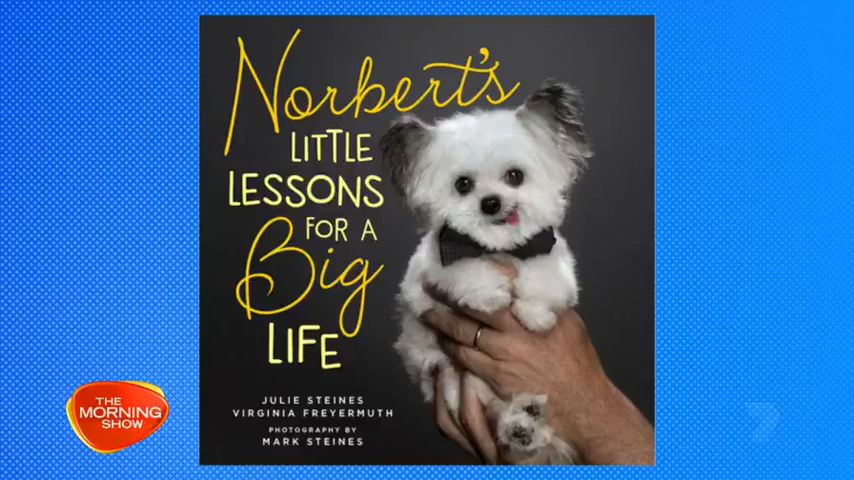 Norbert's
LITTLE
LESSONS
FOR A
Big
LIFE
JULIE STEINES
VIRGINIA FREYERMUTH
PHOTOGRAPHY BY
MARK STEINES
THE
MORNING
SHOW